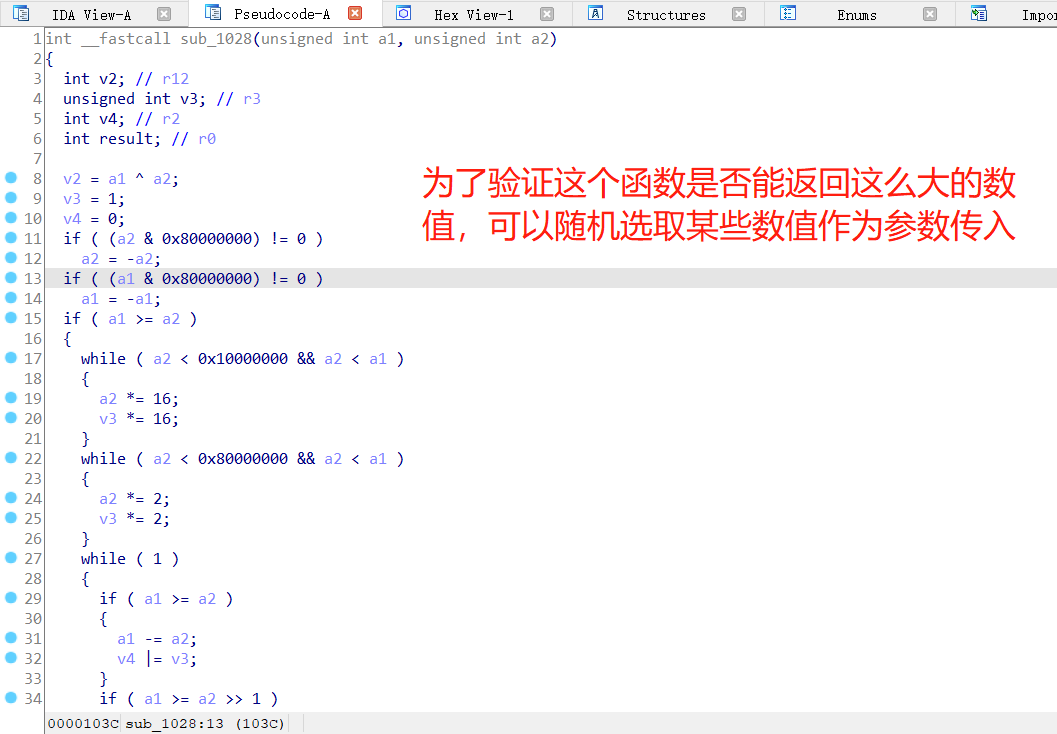 IDA View-A Pseudocode-A Hex View-1 Structures Enums Impor
1 int __fastcall sub_1028(unsigned int a1, unsigned int a2)
2 {
3 int v2; // r12
4 unsigned int v3; // r3
5 int v4; // r2
6 int result; // r0
7
8 v2 = a1 ^ a2;
9 v3 = 1;
10 v4 = 0;
11 if ( (a2 & 0x80000000) != 0 )
12 a2 = -a2;
13 if ( (a1 & 0x80000000) != 0 )
14 a1 = -a1;
15 if ( a1 >= a2 )
16 {
17 while ( a2 < 0x10000000 && a2 < a1 )
18 {
19 a2 *= 16;
20 v3 *= 16;
21 }
22 while ( a2 < 0x80000000 && a2 < a1 )
23 {
24 a2 *= 2;
25 v3 *= 2;
26 }
27 while ( 1 )
28 {
29 if ( a1 >= a2 )
30 {
31 a1 -= a2;
32 v4 |= v3;
33 }
34 if ( a1 >= a2 >> 1 )
为了验证这个函数是否能返回这么大的数
值，可以随机选取某些数值作为参数传入
0000103C sub_1028:13 (103C)